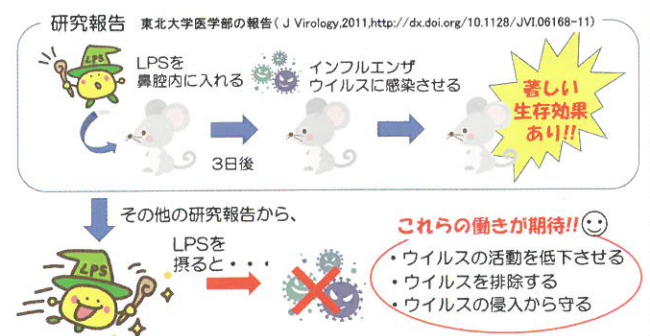 研究報告 東北大学医学部の報告( J Virology,2011,http://dx.doi.org/10.1128/JVI.06168-11)
LPS
LPSを
鼻腔内に入れる
インフルエンザ
ウイルスに感染させる
著しい
生存効果
あり!!
3日後
その他の研究報告から、
LPSを
摂ると・・・
LPS
これらの働きが期待!!
・ウイルスの活動を低下させる
・ウイルスを排除する
・ウイルスの侵入から守る